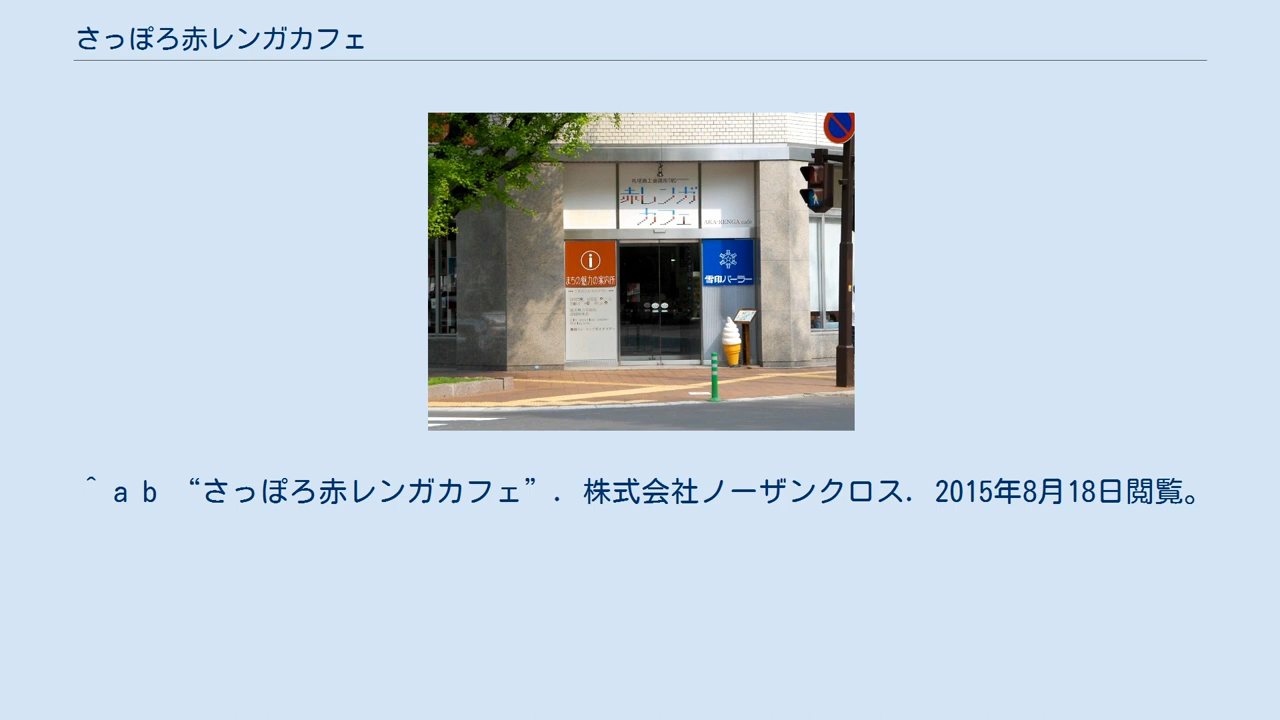 さっぽろ赤レンガカフェ
赤レンガ
カフェ
AKA-RENGA cafe
まちの魅力の案内所
雪印パーラー
^ a b “さっぽろ赤レンガカフェ”. 株式会社ノーザンクロス. 2015年8月18日閲覧。